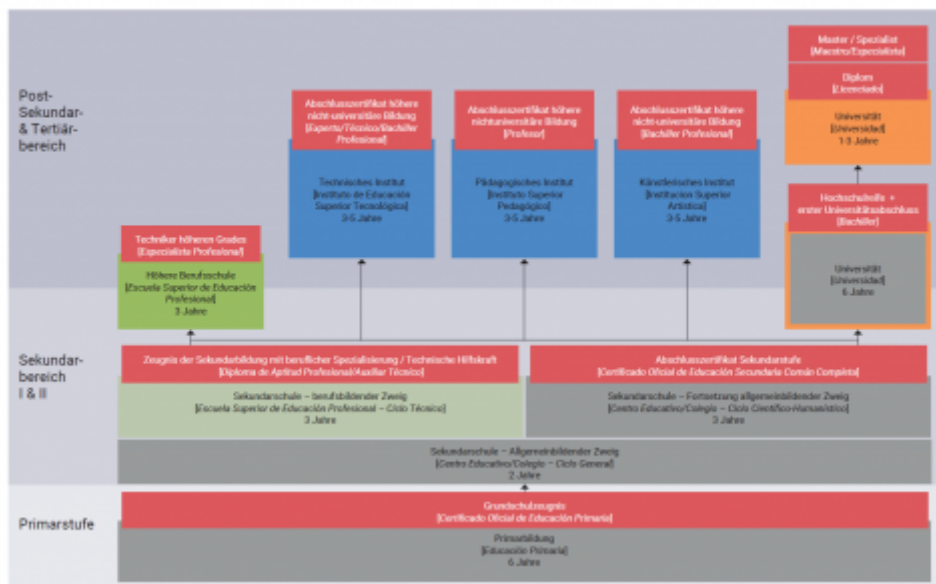 Master / Spezialist
[Maestro/Especialista]
Post-
Sekundar-
& Tertiär-
bereich
Diplom
[Licenciado]
Abschlusszertifikat höhere
nicht-universitäre Bildung
[Experto/Técnico/Bachiller
Profesional]
Abschlusszertifikat höhere
nichtuniversitäre Bildung
[Profesor]
Abschlusszertifikat höhere
nicht-universitäre Bildung
[Bachiller Profesional]
Universität
[Universidad]
1-3 Jahre
Technisches Institut
[Instituto de Educación
Superior Tecnológica]
3-5 Jahre
Pädagogisches Institut
[Instituto Superior
Pedagógico]
3-5 Jahre
Künstlerisches Institut
[Institucion Superior
Artística]
3-5 Jahre
Hochschulreife +
erster Universitätsabschluss
[Bachiller]
Techniker höheren Grades
[Especialista Profesional]
Höhere Berufsschule
[Escuela Superior de Educación
Profesional]
3 Jahre
Universität
[Universidad]
6 Jahre
Sekundar-
bereich
I & II
Zeugnis der Sekundarbildung mit beruflicher Spezialisierung / Technische Hilfskraft
[Diploma de Aptitud Profesional/Auxiliar Técnico]
Abschlusszertifikat Sekundarstufe
[Certificado Oficial de Educación Secundaria Común Completa]
Sekundarschule – berufsbildender Zweig
[Escuela Superior de Educación Profesional – Ciclo Técnico]
3 Jahre
Sekundarschule – Fortsetzung allgemeinbildender Zweig
[Centro Educativo/Colegio – Ciclo Científico-Humanístico]
3 Jahre
Sekundarschule – Allgemeinbildender Zweig
[Centro Educativo/Colegio – Ciclo General]
2 Jahre
Primarstufe
Grundschulzeugnis
[Certificado Oficial de Educación Primaria]
Primarbildung
[Educación Primaria]
6 Jahre